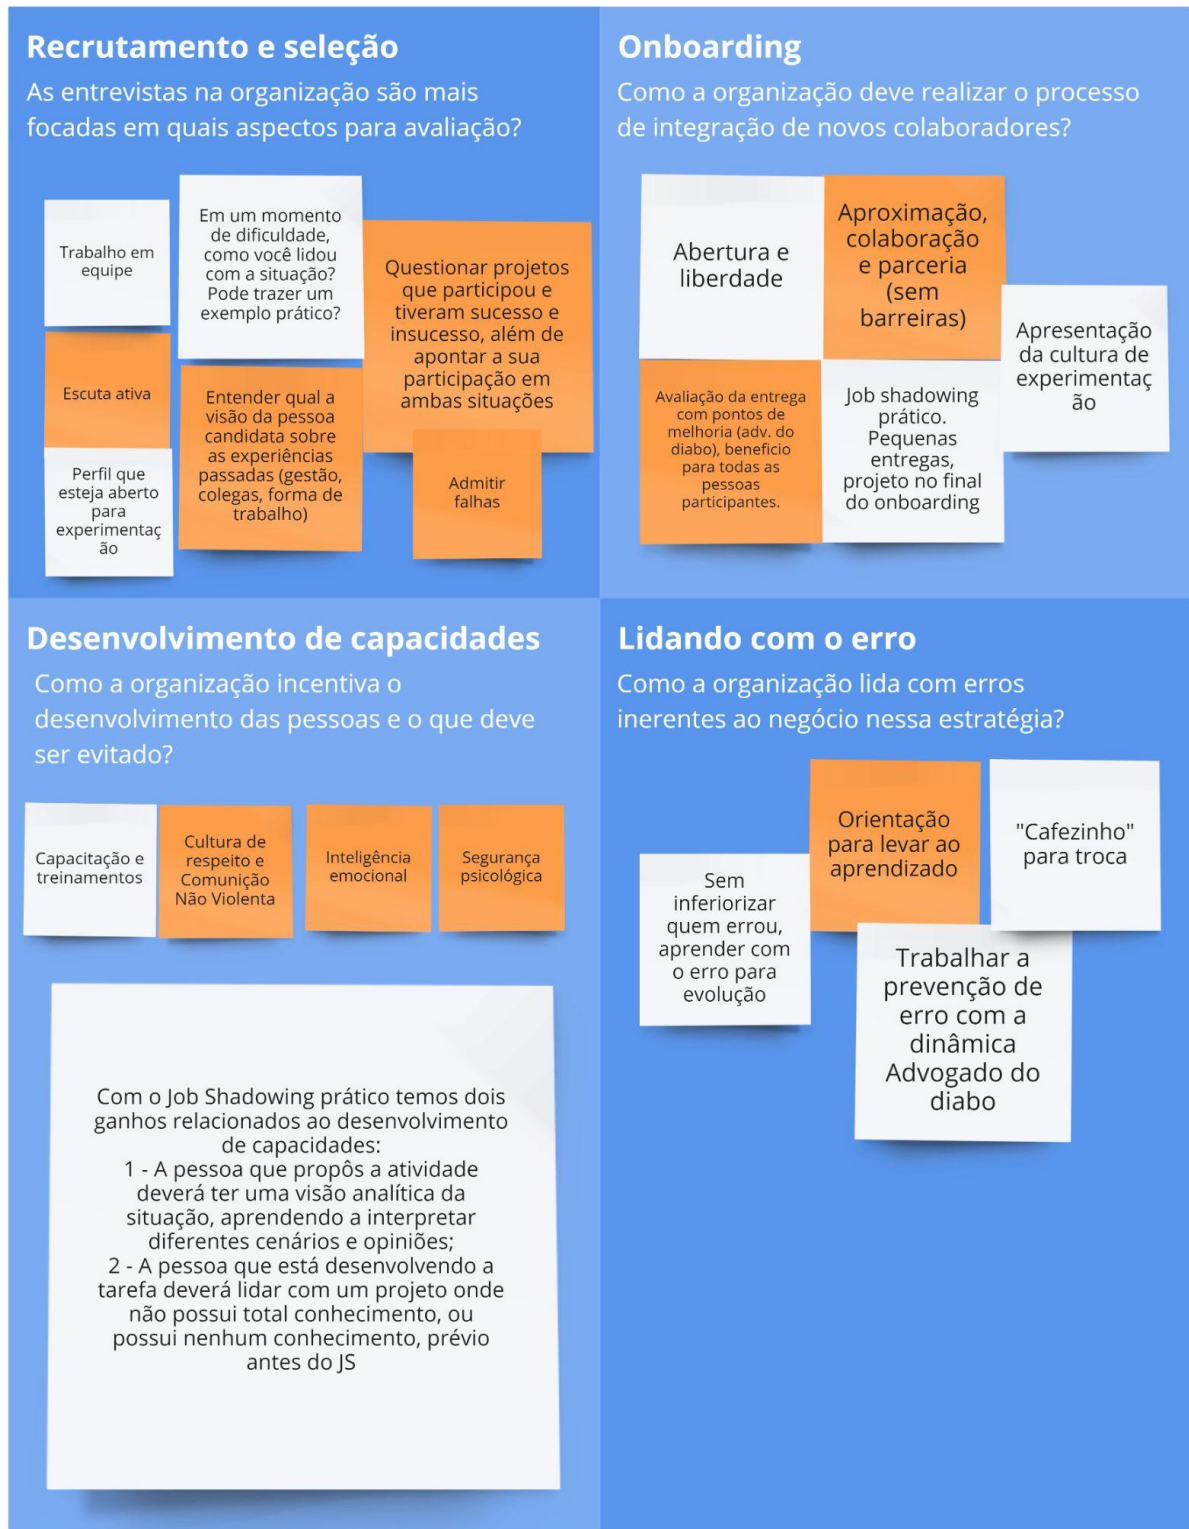 Recrutamento e seleção
As entrevistas na organização são mais
focadas em quais aspectos para avaliação?
Trabalho em
equipe
Em um momento
de dificuldade,
como você lidou
com a situação?
Pode trazer um
exemplo prático?
Questionar projetos
que participou e
tiveram sucesso e
insucesso, além de
apontar a sua
participação em
ambas situações
Escuta ativa
Entender qual a
visão da pessoa
candidata sobre
as experiências
passadas (gestão,
colegas, forma de
trabalho)
Perfil que
esteja aberto
para
experimentaç
ão
Admitir
falhas
Onboarding
Como a organização deve realizar o processo
de integração de novos colaboradores?
Abertura e
liberdade
Aproximação,
colaboração
e parceria
(sem
barreiras)
Apresentação
da cultura de
experimentaç
ão
Avaliação da entrega
com pontos de
melhoria (adv. do
diabo), beneficio
para todas as
pessoas
participantes.
Job shadowing
prático.
Pequenas
entregas,
projeto no final
do onboarding
Desenvolvimento de capacidades
Como a organização incentiva o
desenvolvimento das pessoas e o que deve
ser evitado?
Capacitação e
treinamentos
Cultura de
respeito e
Comunição
Não Violenta
Inteligência
emocional
Segurança
psicológica
Com o Job Shadowing prático temos dois
ganhos relacionados ao desenvolvimento
de capacidades:
1 - A pessoa que propôs a atividade
deverá ter uma visão analítica da
situação, aprendendo a interpretar
diferentes cenários e opiniões;
2 - A pessoa que está desenvolvendo a
tarefa deverá lidar com um projeto onde
não possui total conhecimento, ou
possui nenhum conhecimento, prévio
antes do JS
Lidando com o erro
Como a organização lida com erros
inerentes ao negócio nessa estratégia?
Sem
inferiorizar
quem errou,
aprender com
o erro para
evolução
Orientação
para levar ao
aprendizado
"Cafezinho"
para troca
Trabalhar a
prevenção de
erro com a
dinâmica
Advogado do
diabo